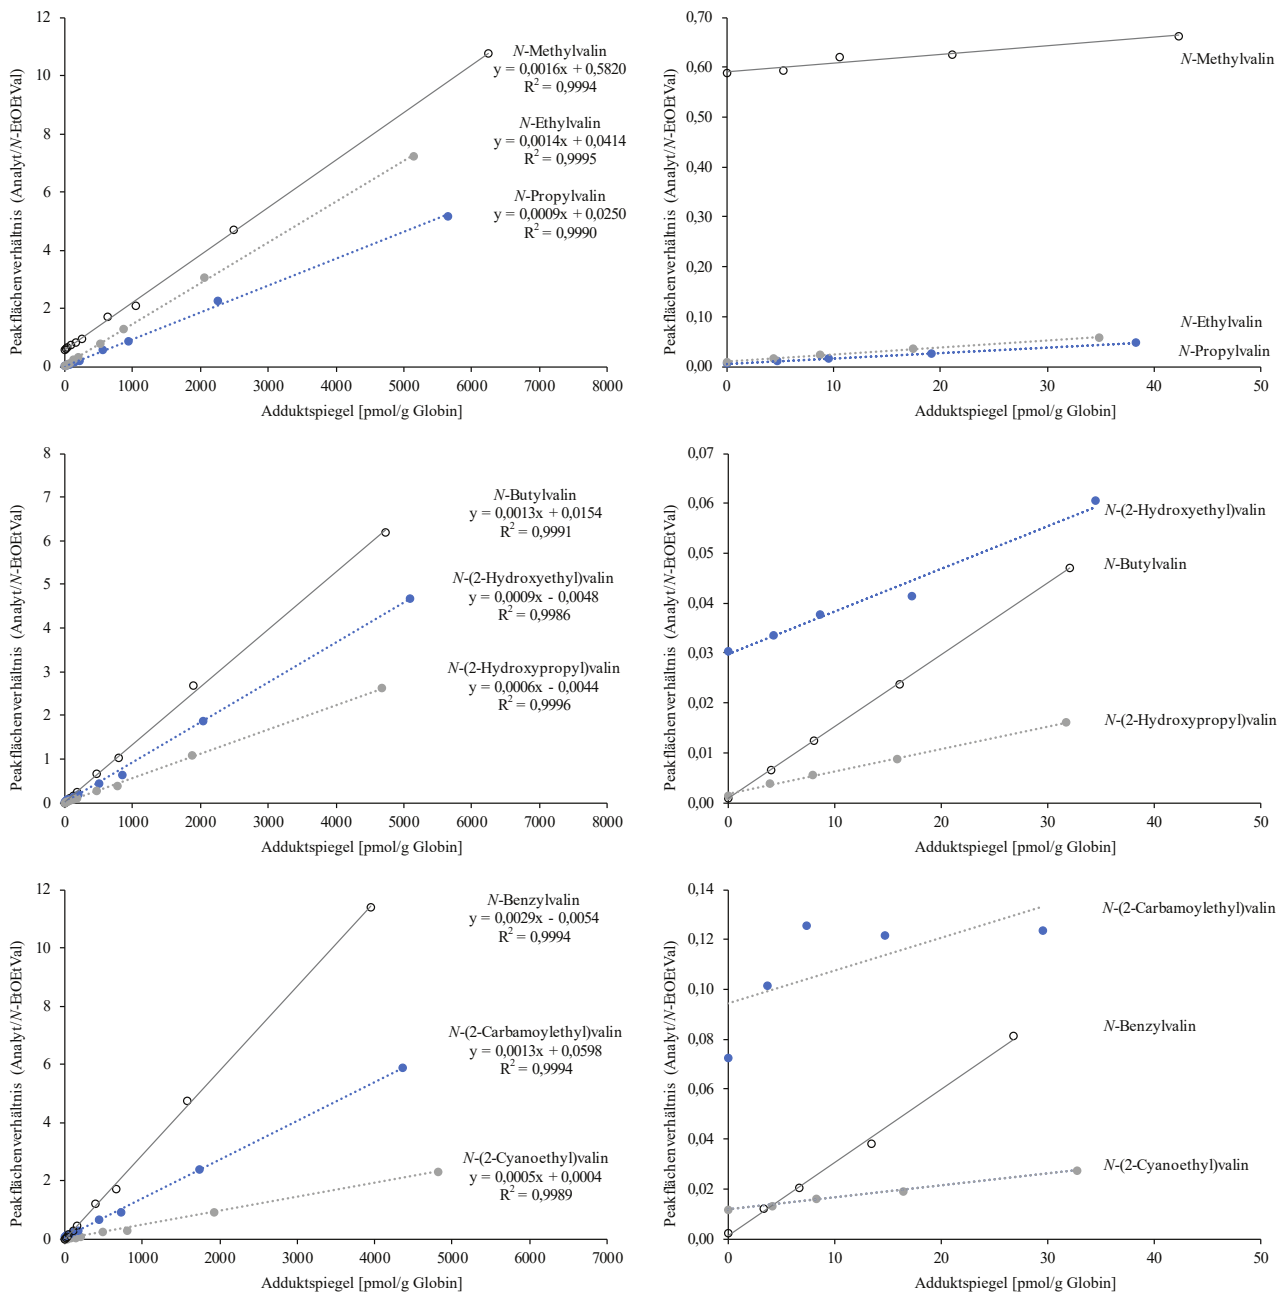 Peakflächenverhältnis (Analyt/N-EtOEtVal)
12
10
8
6
4
2
0
N-Methylvalin
y = 0,0016x + 0,5820
R² = 0,9994
N-Ethylvalin
y = 0,0014x + 0,0414
R² = 0,9995
N-Propylvalin
y = 0,0009x + 0,0250
R² = 0,9990
0 1000 2000 3000 4000 5000 6000 7000 8000
Adduktspiegel [pmol/g Globin]
Peakflächenverhältnis (Analyt/N-EtOEtVal)
0,70
0,60
0,50
0,40
0,30
0,20
0,10
0,00
N-Methylvalin
N-Ethylvalin
N-Propylvalin
0 10 20 30 40 50
Adduktspiegel [pmol/g Globin]
Peakflächenverhältnis (Analyt/N-EtOEtVal)
8
7
6
5
4
3
2
1
0
N-Butylvalin
y = 0,0013x + 0,0154
R² = 0,9991
N-(2-Hydroxyethyl)valin
y = 0,0009x - 0,0048
R² = 0,9986
N-(2-Hydroxypropyl)valin
y = 0,0006x - 0,0044
R² = 0,9996
0 1000 2000 3000 4000 5000 6000 7000 8000
Adduktspiegel [pmol/g Globin]
Peakflächenverhältnis (Analyt/N-EtOEtVal)
0,07
0,06
0,05
0,04
0,03
0,02
0,01
0,00
N-(2-Hydroxyethyl)valin
N-Butylvalin
N-(2-Hydroxypropyl)valin
0 10 20 30 40 50
Adduktspiegel [pmol/g Globin]
Peakflächenverhältnis (Analyt/N-EtOEtVal)
12
10
8
6
4
2
0
N-Benzylvalin
y = 0,0029x - 0,0054
R² = 0,9994
N-(2-Carbamoylethyl)valin
y = 0,0013x + 0,0598
R² = 0,9994
N-(2-Cyanoethyl)valin
y = 0,0005x + 0,0004
R² = 0,9989
0 1000 2000 3000 4000 5000 6000 7000
Adduktspiegel [pmol/g Globin]
Peakflächenverhältnis (Analyt/N-EtOEtVal)
0,14
0,12
0,10
0,08
0,06
0,04
0,02
0,00
N-(2-Carbamoylethyl)valin
N-Benzylvalin
N-(2-Cyanoethyl)valin
0 10 20 30 40 50
Adduktspiegel [pmol/g Globin]